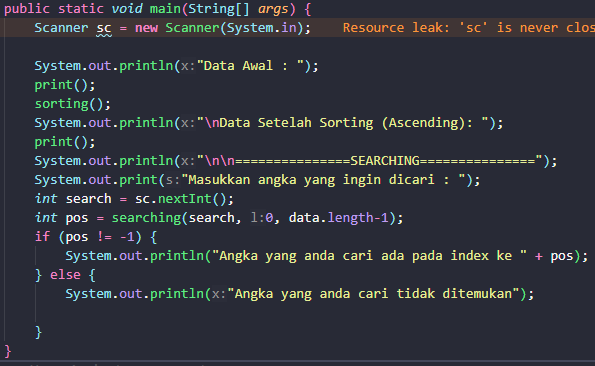 public static void main(String[] args) {
Scanner sc = new Scanner(System.in);    Resource leak: 'sc' is never clos
System.out.println(x:"Data Awal : ");
print();
sorting();
System.out.println(x:"\nData Setelah Sorting (Ascending): ");
print();
System.out.println(x:"\n\n===============SEARCHING===============");
System.out.print(s:"Masukkan angka yang ingin dicari : ");
int search = sc.nextInt();
int pos = searching(search, l:0, data.length-1);
if (pos != -1) {
System.out.println("Angka yang anda cari ada pada index ke " + pos);
} else {
System.out.println(x:"Angka yang anda cari tidak ditemukan");
}
}